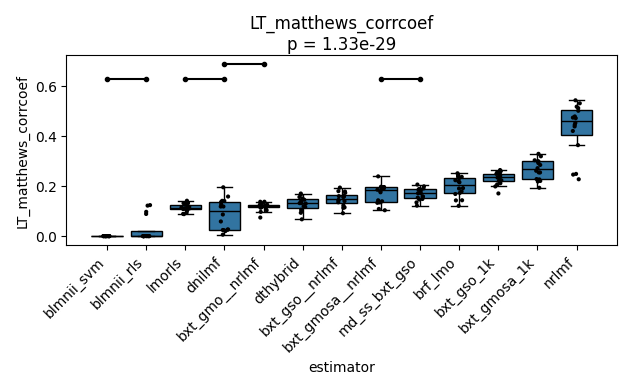 LT_matthews_corrcoef
p = 1.33e-29
LT_matthews_corrcoef
0.6
0.4
0.2
0.0
blmnii_svm
blmnii_rls
lmorls
dnilmf
bxt_gmo__nrlmf
dthybrid
bxt_gso__nrlmf
bxt_gmosa__nrlmf
md_ss_bxt_gso
brf_lmo
bxt_gso_1k
bxt_gmosa_1k
nrlmf
estimator